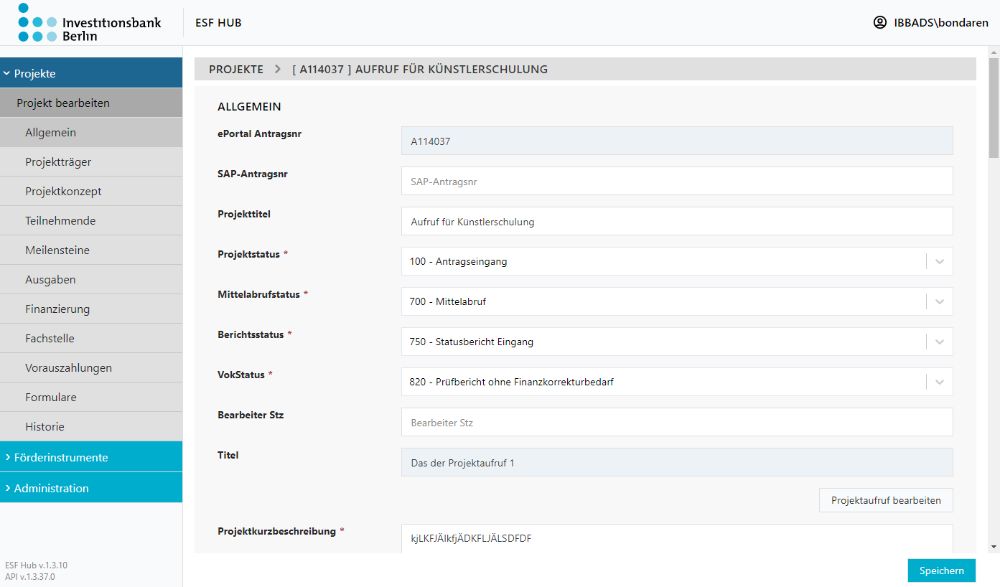 Investitionsbank
Berlin
ESF HUB
IBBADS\bondaren
Projekte
Projekt bearbeiten
Allgemein
Projektträger
Projektkonzept
Teilnehmende
Meilensteine
Ausgaben
Finanzierung
Fachstelle
Vorauszahlungen
Formulare
Historie
Förderinstrumente
Administration
ESF Hub v.1.3.10
API v.1.3.37.0
PROJEKTE > [ A114037 ] AUFRUF FÜR KÜNSTLERSCHULUNG
ALLGEMEIN
ePortal Antragsnr
A114037
SAP-Antragsnr
SAP-Antragsnr
Projekttitel
Aufruf für Künstlerschulung
Projektstatus *
100 - Antragseingang
Mittelabrufstatus *
700 - Mittelabruf
Berichtsstatus *
750 - Statusbericht Eingang
VokStatus *
820 - Prüfbericht ohne Finanzkorrekturbedarf
Bearbeiter Stz
Bearbeiter Stz
Titel
Das der Projektaufruf 1
Projektaufruf bearbeiten
Projektkurzbeschreibung *
kjLKFJÄlkfjÄDKFLJÄLSDFDF
Speichern